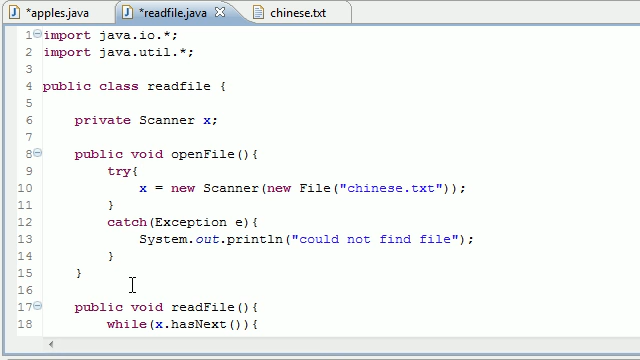 *apples.java *readfile.java chinese.txt
1 import java.io.*;
2 import java.util.*;
3
4 public class readfile {
5
6 private Scanner x;
7
8 public void openFile(){
9 try{
10 x = new Scanner(new File("chinese.txt"));
11 }
12 catch(Exception e){
13 System.out.println("could not find file");
14 }
15 }
16
17 public void readFile(){
18 while(x.hasNext()){